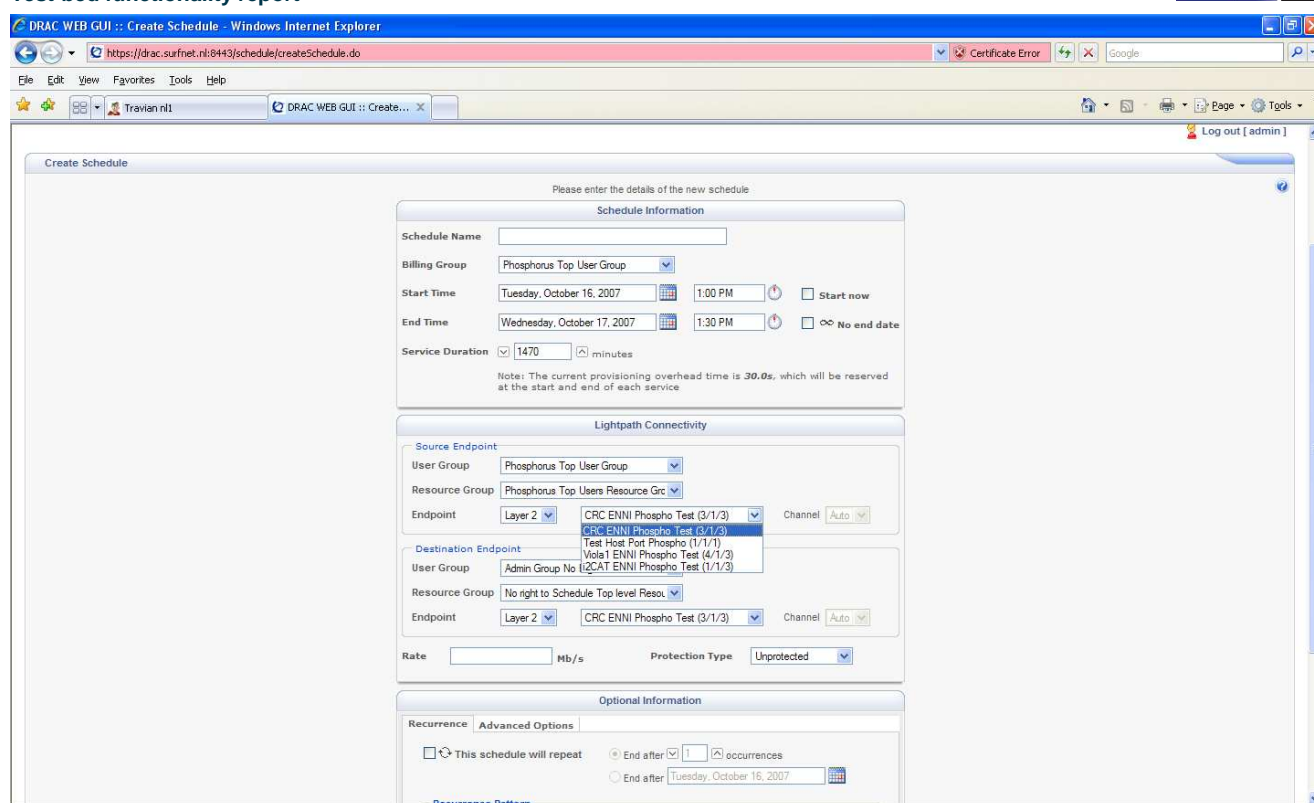 Test-bed functionality report
DRAC WEB GUI :: Create Schedule - Windows Internet Explorer
https://drac.surfnet.nl:8443/schedule/createSchedule.do
Certificate Error
Google
File Edit View Favorites Tools Help
Travian nl1
DRAC WEB GUI :: Create... X
Page Tools
Log out [ admin ]
Create Schedule
Please enter the details of the new schedule
Schedule Information
Schedule Name
Billing Group Phosphorus Top User Group
Start Time Tuesday, October 16, 2007 1:00 PM Start now
End Time Wednesday, October 17, 2007 1:30 PM No end date
Service Duration 1470 minutes
Note: The current provisioning overhead time is 30.0s, which will be reserved
at the start and end of each service
Lightpath Connectivity
Source Endpoint
User Group Phosphorus Top User Group
Resource Group Phosphorus Top Users Resource Grc
Endpoint Layer 2 CRC ENNI Phospho Test (3/1/3) Channel Auto
CRC ENNI Phospho Test (3/1/3)
Test Host Port Phospho (1/1/1)
Viola1 ENNI Phospho Test (4/1/3)
i2CAT ENNI Phospho Test (1/1/3)
Destination Endpoint
User Group Admin Group No
Resource Group No right to Schedule Top level Resou
Endpoint Layer 2 CRC ENNI Phospho Test (3/1/3) Channel Auto
Rate Mb/s Protection Type Unprotected
Optional Information
Recurrence Advanced Options
This schedule will repeat End after 1 occurrences
End after Tuesday, October 16, 2007
Recurrence Pattern